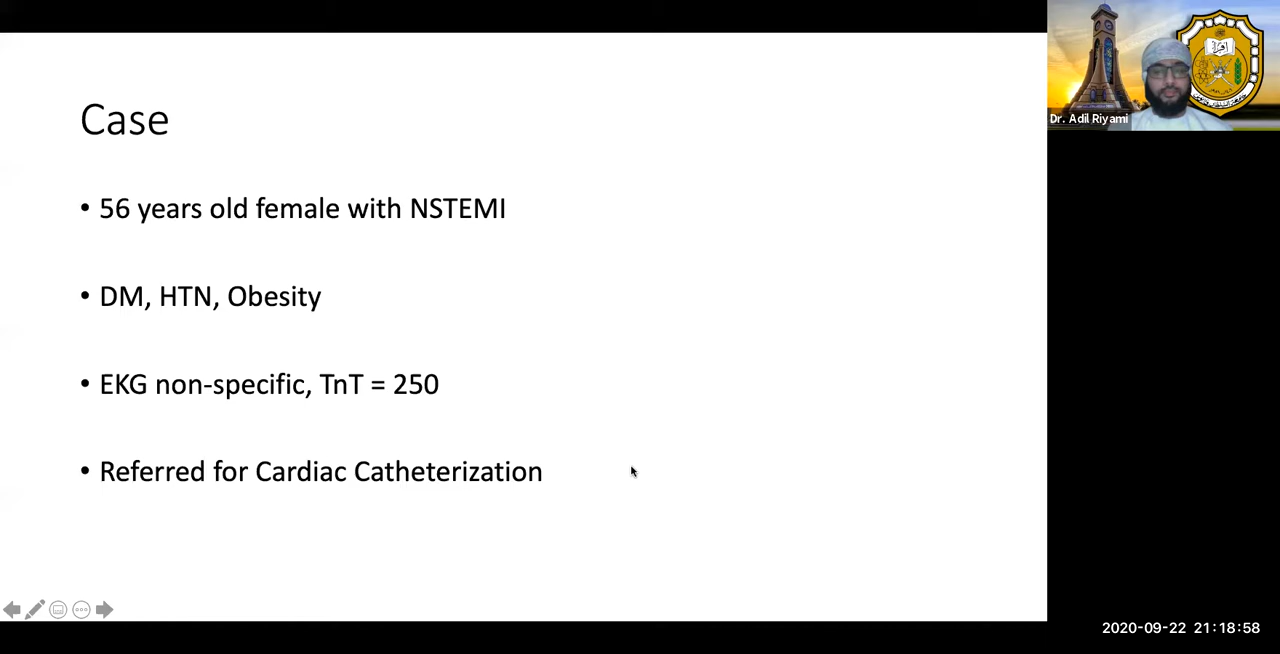 Case
• 56 years old female with NSTEMI
• DM, HTN, Obesity
• EKG non-specific, TnT = 250
• Referred for Cardiac Catheterization
Dr. Adil Riyami
اقرأ
2020-09-22 21:18:58